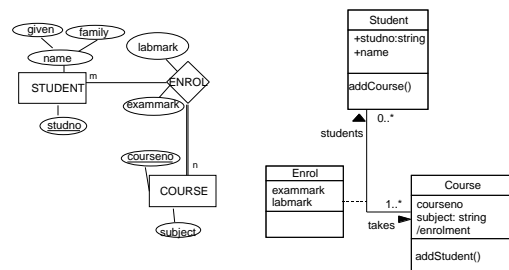 given
family
name
STUDENT
studno
m
labmark
ENROL
exammark
n
courseno
COURSE
subject
Student
+studno:string
+name
addCourse()
0..*
students
Enrol
exammark
labmark
1..*
takes
Course
courseno
subject: string
/enrolment
addStudent()